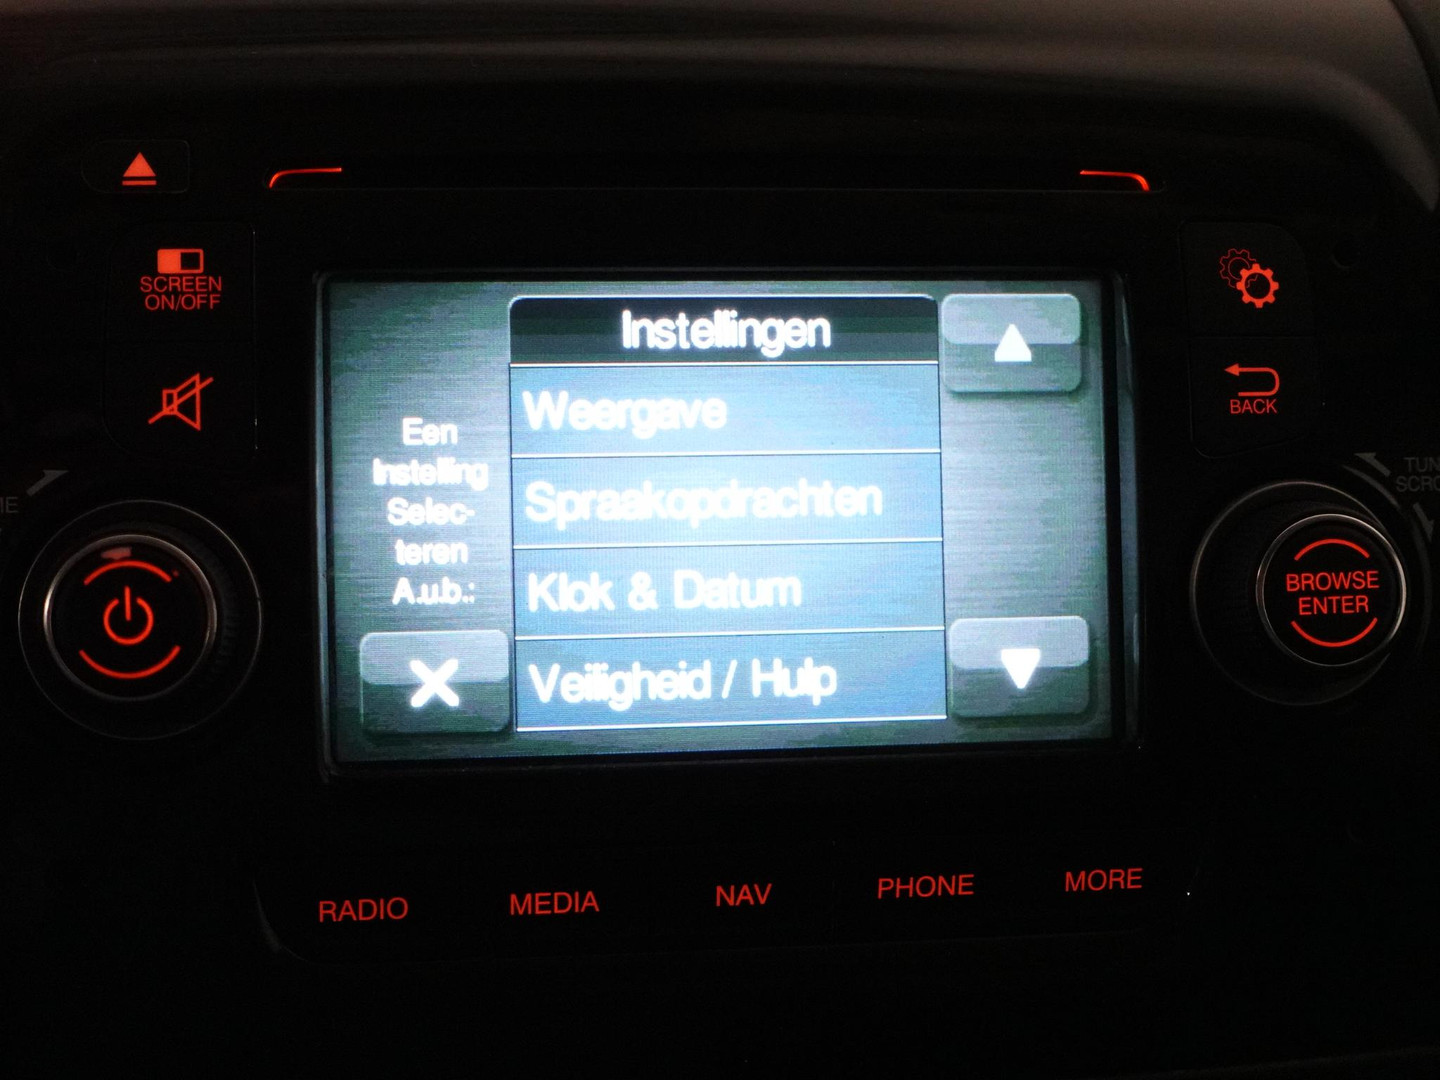 SCREEN
ON/OFF
Instellingen
Weergave
Spraakopdrachten
Klok & Datum
Veiligheid / Hulp
Een
Instelling
Selec-
teren
A.u.b.:
BACK
BROWSE
ENTER
RADIO
MEDIA
NAV
PHONE
MORE